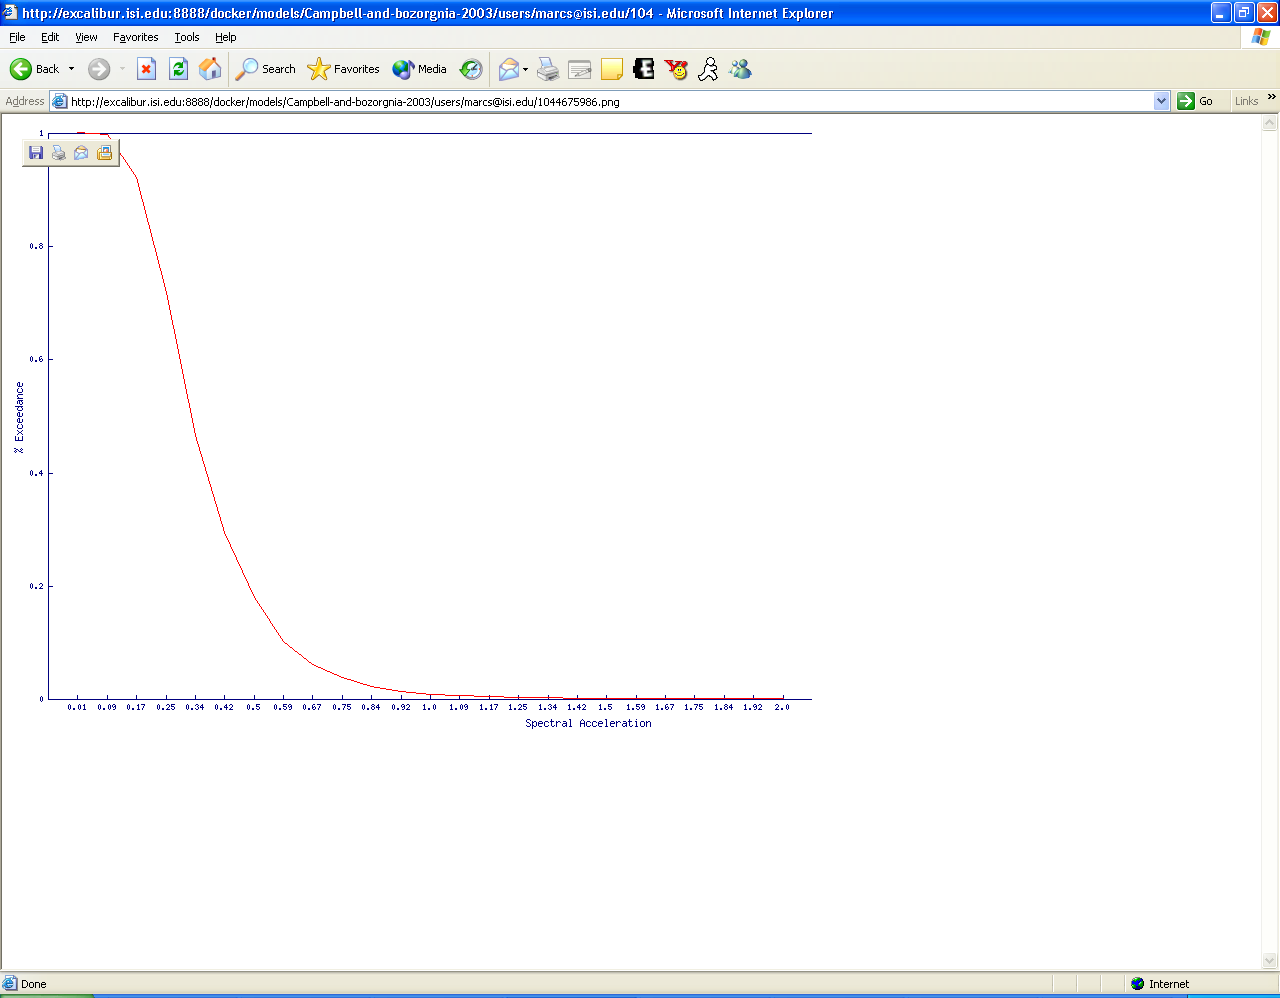 http://excalibur.isi.edu:8888/docker/models/Campbell-and-bozorgnia-2003/users/marcs@isi.edu/104 - Microsoft Internet Explorer
File Edit View Favorites Tools Help
Back Search Favorites Media
Address http://excalibur.isi.edu:8888/docker/models/Campbell-and-bozorgnia-2003/users/marcs@isi.edu/1044675986.png Go Links »
1
0.8
0.6
% Exceedance
0.4
0.2
0
0.01 0.09 0.17 0.25 0.34 0.42 0.5 0.59 0.67 0.75 0.84 0.92 1.0 1.09 1.17 1.25 1.34 1.42 1.5 1.59 1.67 1.75 1.84 1.92 2.0
Spectral Acceleration
Done Internet